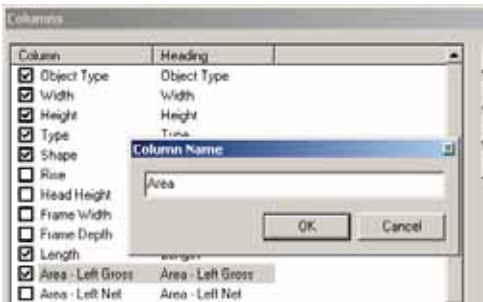 Columns
Column Heading
Object Type Object Type
Width Width
Height Height
Type Type
Shape
Rise
Head Height
Frame Width
Frame Depth
Length Length
Area - Left Gross Area - Left Gross
Area - Left Net Area - Left Net
Column Name
Area
OK Cancel